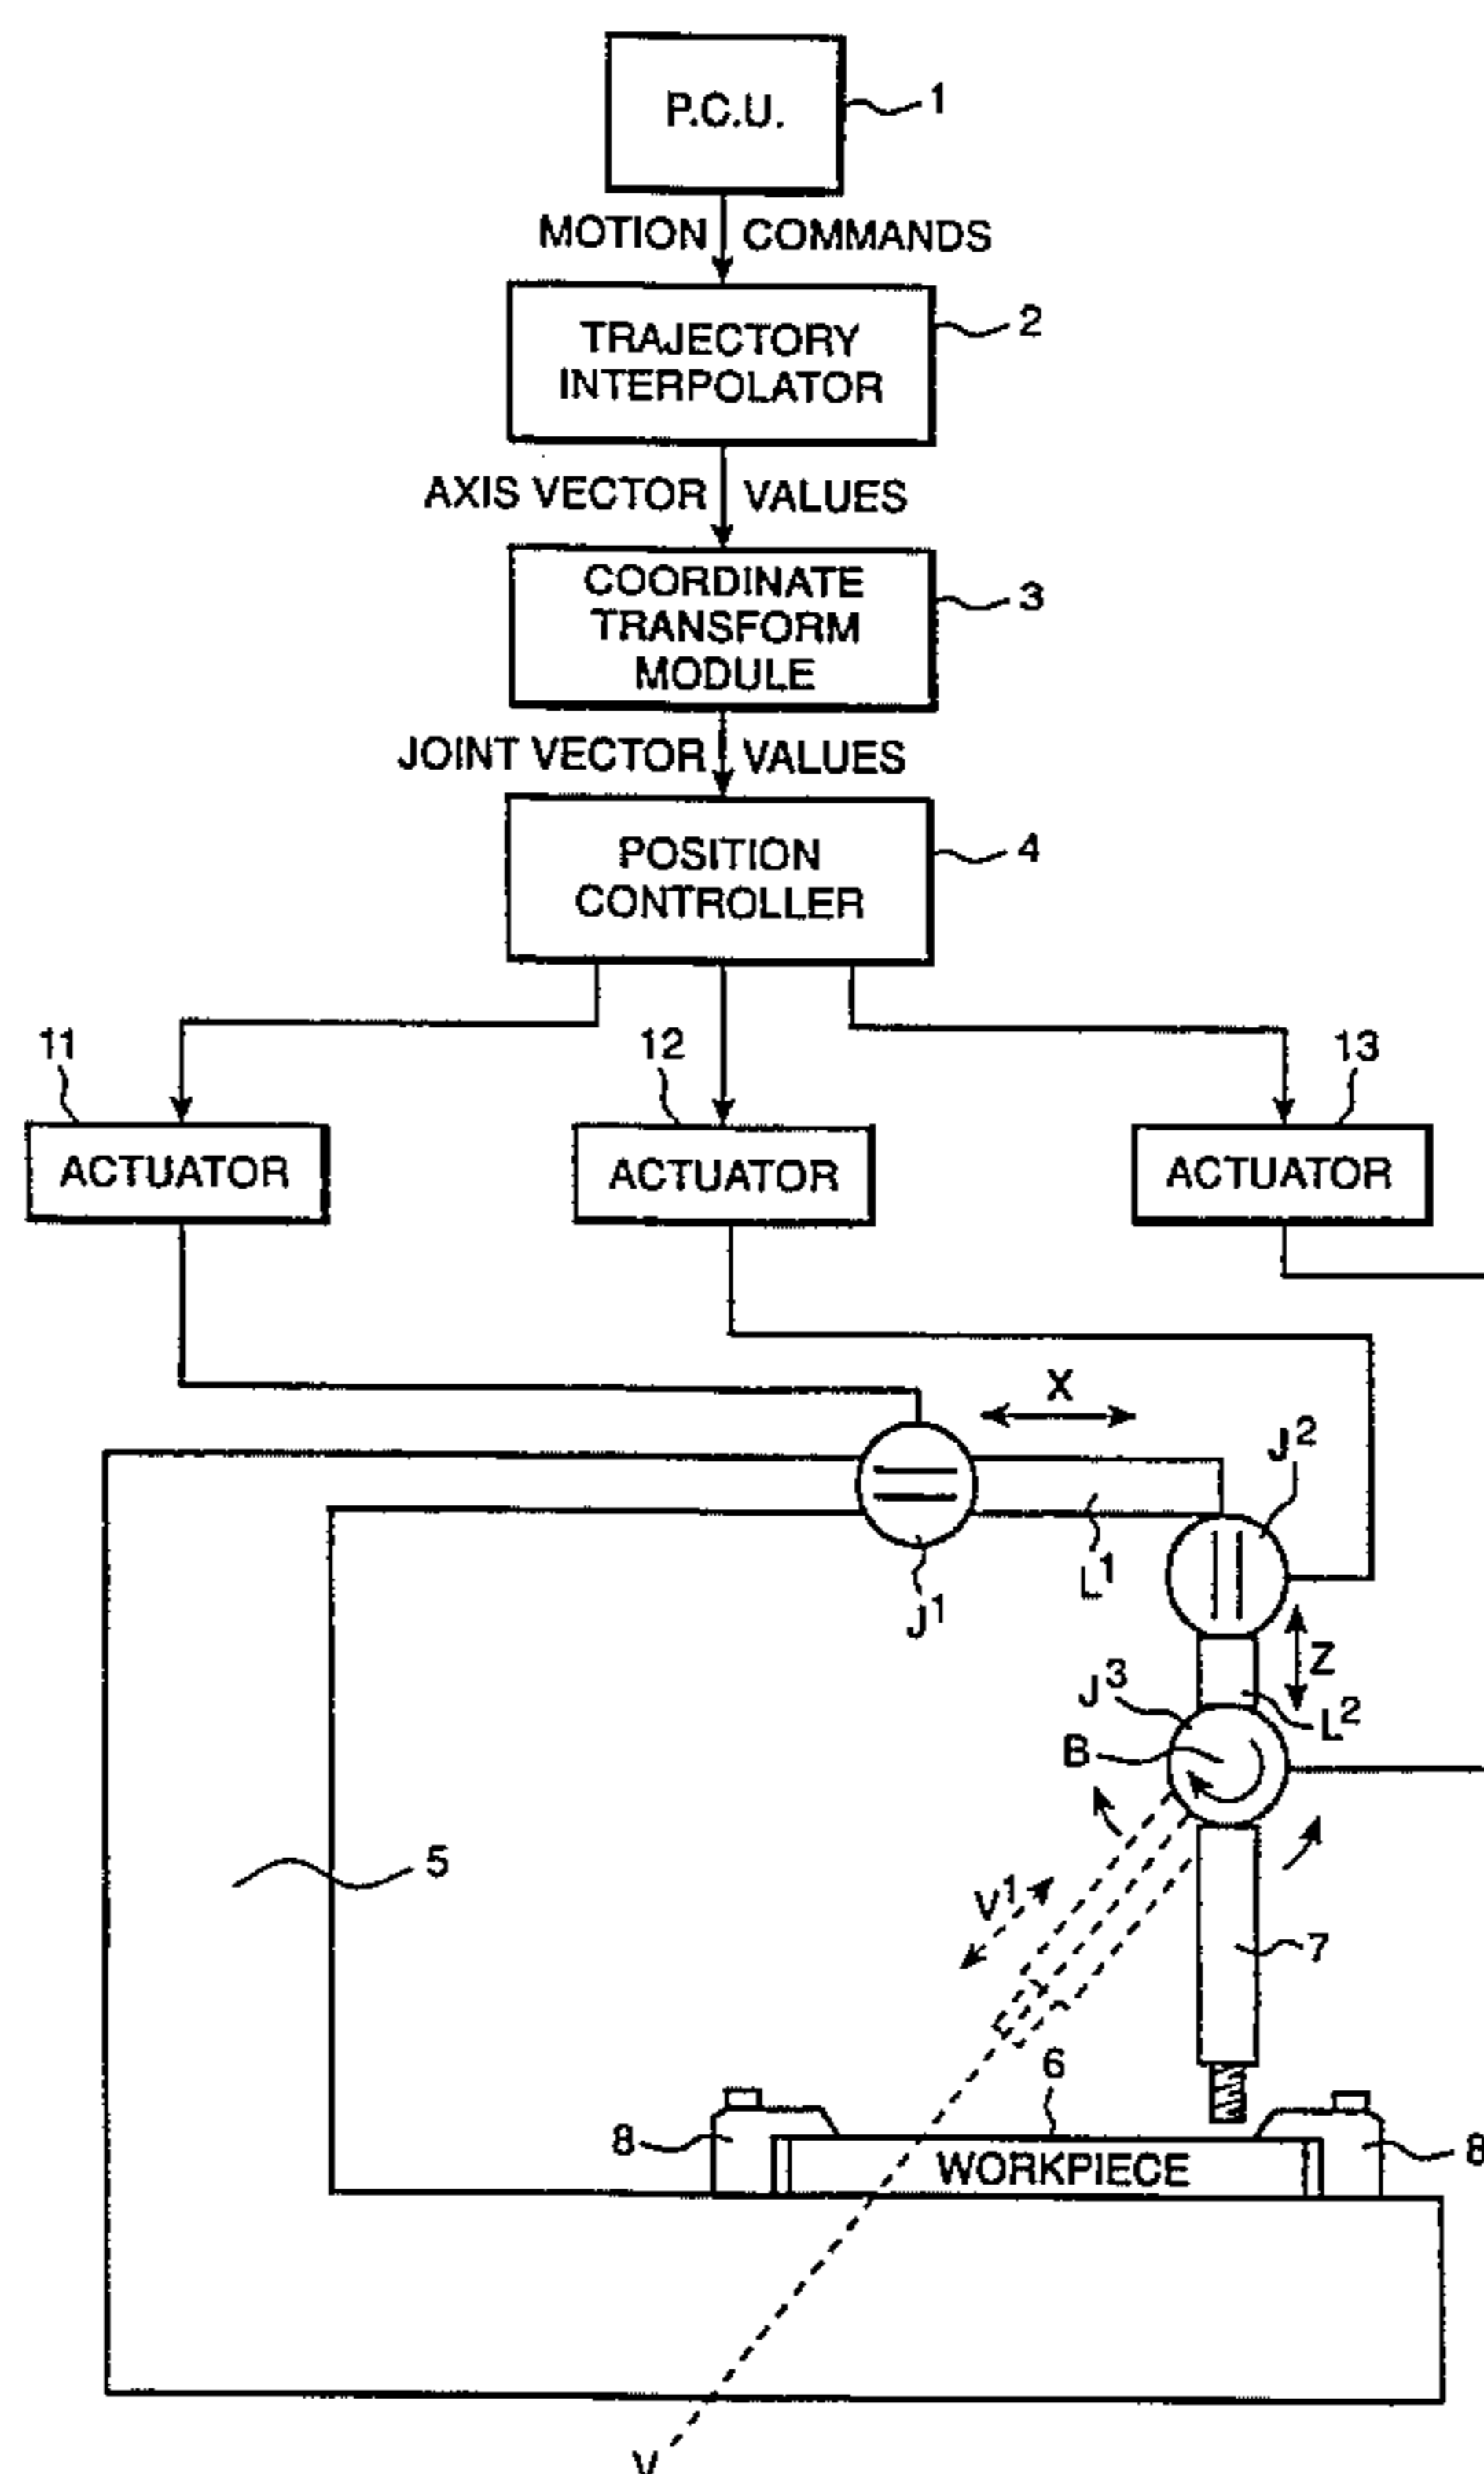 P.C.U.
1
MOTION COMMANDS
TRAJECTORY
INTERPOLATOR
2
AXIS VECTOR VALUES
COORDINATE
TRANSFORM
MODULE
3
JOINT VECTOR VALUES
POSITION
CONTROLLER
4
11
12
13
ACTUATOR
ACTUATOR
ACTUATOR
X
J2
L1
J1
Z
J3
L2
B
5
V1
7
6
8
WORKPIECE
8
V